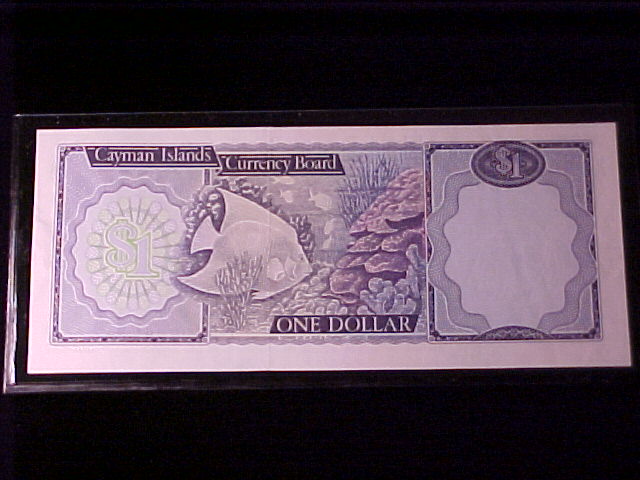 Cayman Islands Currency Board
$1
$1
ONE DOLLAR